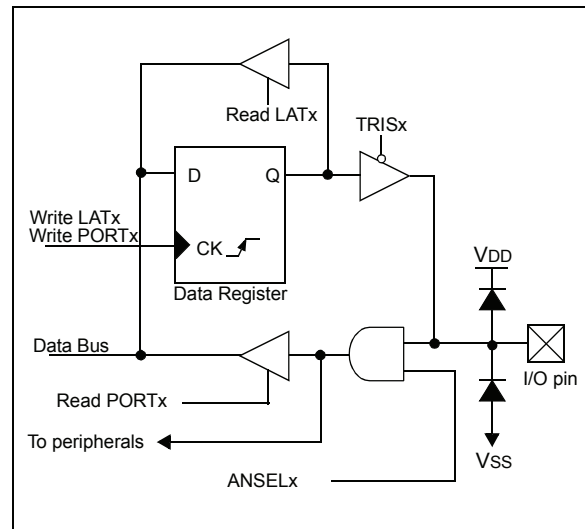 Read LATx
TRISx
D
Q
Write LATx
Write PORTx
CK
Data Register
VDD
Data Bus
I/O pin
Read PORTx
To peripherals
VSS
ANSELx